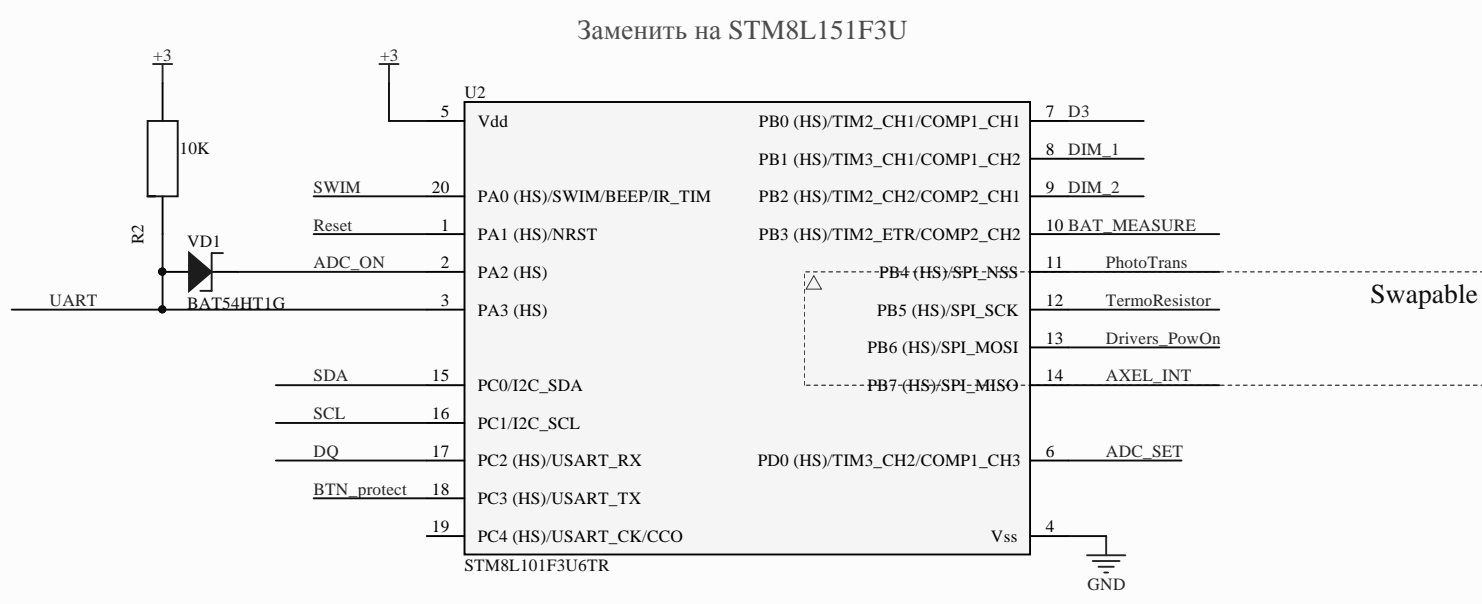 Заменить на STM8L151F3U
+3
+3
U2
5 Vdd
PB0 (HS)/TIM2_CH1/COMP1_CH1 7 D3
10K
PB1 (HS)/TIM3_CH1/COMP1_CH2 8 DIM_1
SWIM 20 PA0 (HS)/SWIM/BEEP/IR_TIM
PB2 (HS)/TIM2_CH2/COMP2_CH1 9 DIM_2
R2
Reset 1 PA1 (HS)/NRST
PB3 (HS)/TIM2_ETR/COMP2_CH2 10 BAT_MEASURE
VD1
ADC_ON 2 PA2 (HS)
PB4 (HS)/SPI_NSS 11 PhotoTrans
BAT54HT1G
UART 3 PA3 (HS)
PB5 (HS)/SPI_SCK 12 TermoResistor
Swapable
PB6 (HS)/SPI_MOSI 13 Drivers_PowOn
SDA 15 PC0/I2C_SDA
PB7 (HS)/SPI_MISO 14 AXEL_INT
SCL 16 PC1/I2C_SCL
DQ 17 PC2 (HS)/USART_RX
PD0 (HS)/TIM3_CH2/COMP1_CH3 6 ADC_SET
BTN_protect 18 PC3 (HS)/USART_TX
19 PC4 (HS)/USART_CK/CCO
Vss 4
STM8L101F3U6TR
GND